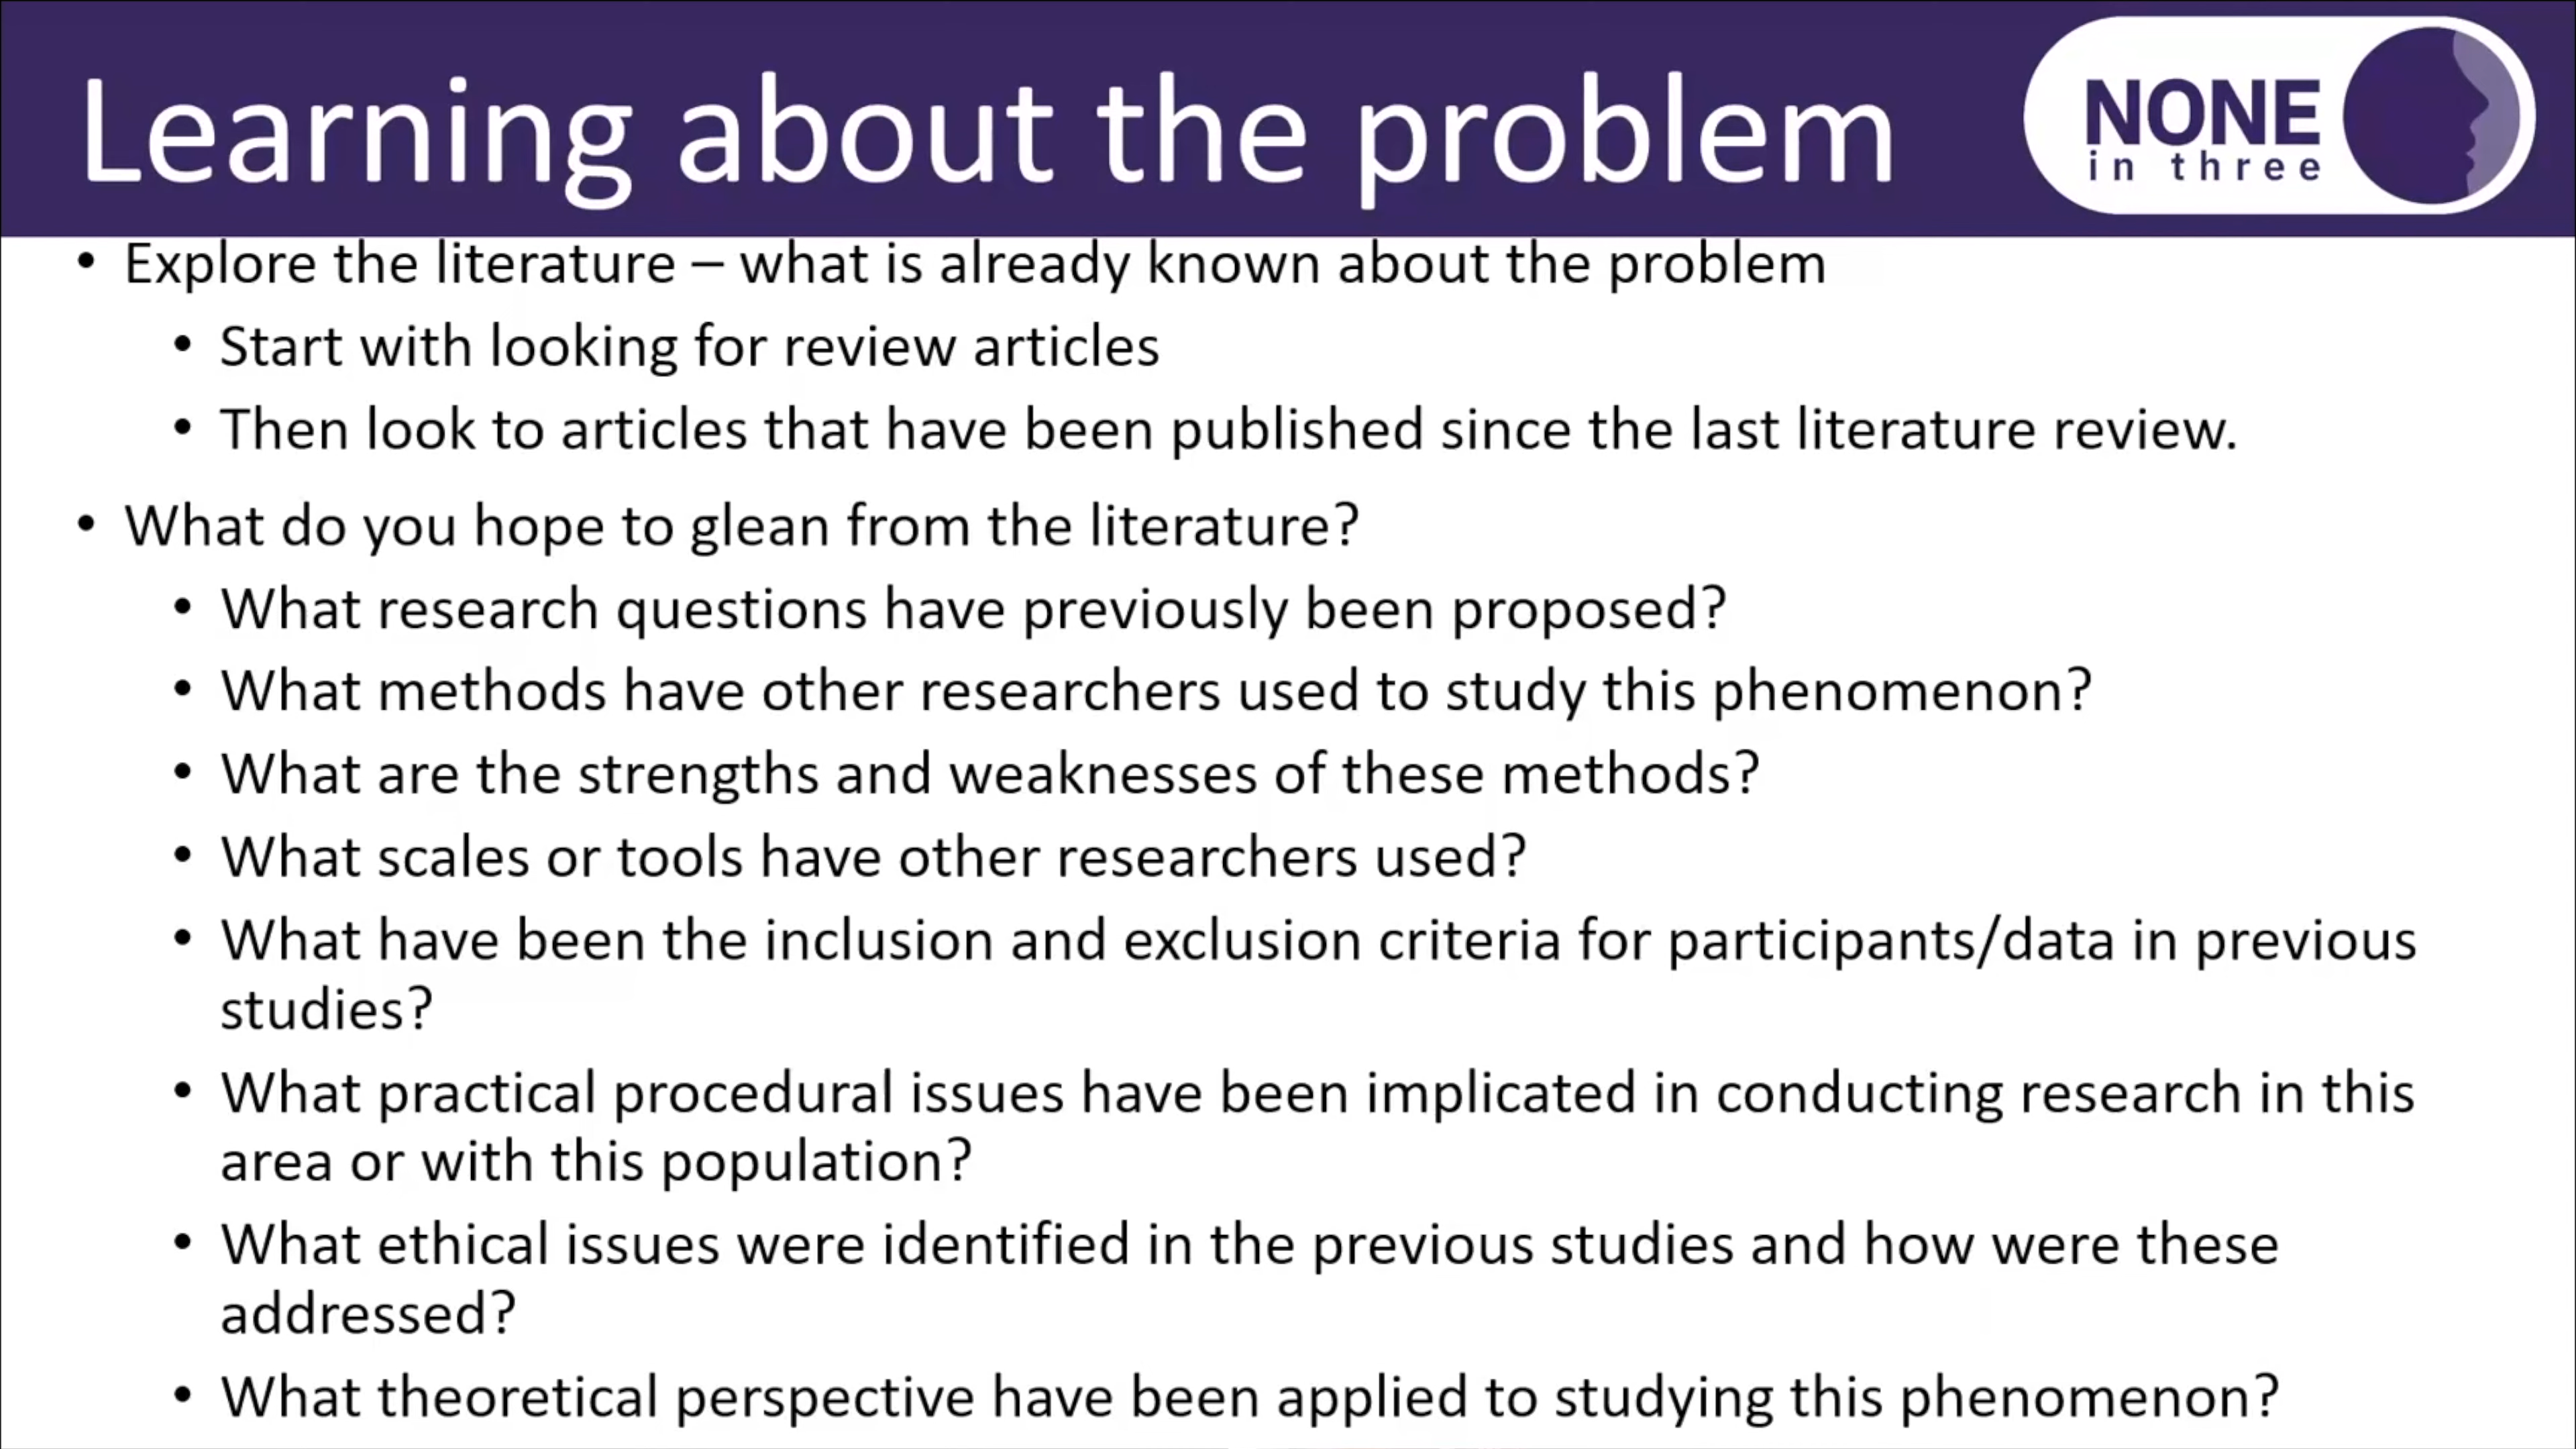 Learning about the problem
NONE
in three
• Explore the literature – what is already known about the problem
• Start with looking for review articles
• Then look to articles that have been published since the last literature review.
• What do you hope to glean from the literature?
• What research questions have previously been proposed?
• What methods have other researchers used to study this phenomenon?
• What are the strengths and weaknesses of these methods?
• What scales or tools have other researchers used?
• What have been the inclusion and exclusion criteria for participants/data in previous
studies?
• What practical procedural issues have been implicated in conducting research in this
area or with this population?
• What ethical issues were identified in the previous studies and how were these
addressed?
• What theoretical perspective have been applied to studying this phenomenon?